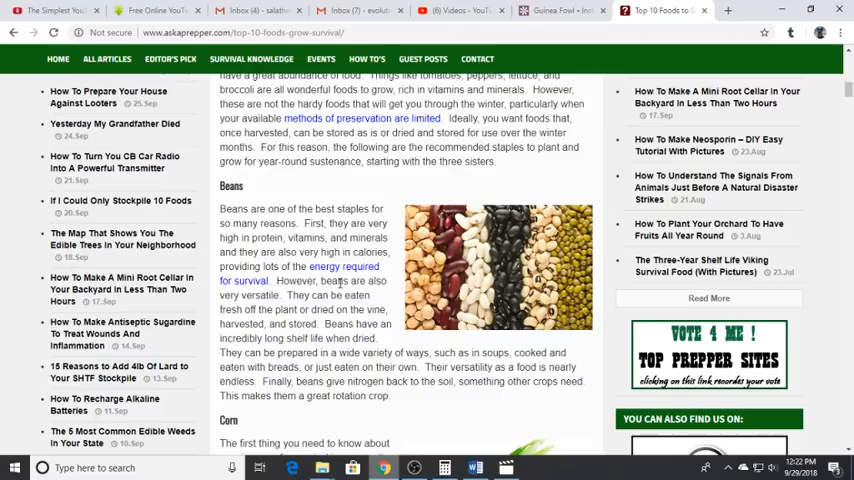 The Simplest S
Free Online YouTu
Gmail Inbox (4) - salathe
Gmail Inbox (7) - evolutio
(6) Videos - YouTu
Guinea Fowl • Inst
Top 10 Foods to G
Not secure | www.askaprepper.com/top-10-foods-grow-survival/
HOME ALL ARTICLES EDITOR'S PICK SURVIVAL KNOWLEDGE EVENTS HOW TO'S GUEST POSTS CONTACT
How To Prepare Your House
Against Looters 25.Sep
Yesterday My Grandfather Died
24.Sep
How To Turn You CB Car Radio
Into A Powerful Transmitter
21.Sep
If I Could Only Stockpile 10 Foods
20.Sep
The Map That Shows You The
Edible Trees In Your Neighborhood
18.Sep
How To Make A Mini Root Cellar In
Your Backyard In Less Than Two
Hours 17.Sep
How To Make Antiseptic Sugardine
To Treat Wounds And
Inflammation 14.Sep
15 Reasons to Add 4lb Of Lard to
Your SHTF Stockpile 13.Sep
How To Recharge Alkaline
Batteries 11.Sep
The 5 Most Common Edible Weeds
In Your State 10.Sep
have a great abundance of food. Things like tomatoes, peppers, lettuce, and
broccoli are all wonderful foods to grow, rich in vitamins and minerals. However,
these are not the hardy foods that will get you through the winter, particularly when
your available methods of preservation are limited. Ideally, you want foods that,
once harvested, can be stored as is or dried and stored for use over the winter
months. For this reason, the following are the recommended staples to plant and
grow for year-round sustenance, starting with the three sisters.
Beans
Beans are one of the best staples for
so many reasons. First, they are very
high in protein, vitamins, and minerals
and they are also very high in calories,
providing lots of the energy required
for survival. However, beans are also
very versatile. They can be eaten
fresh off the plant or dried on the vine,
harvested, and stored. Beans have an
incredibly long shelf life when dried.
They can be prepared in a wide variety of ways, such as in soups, cooked and
eaten with breads, or just eaten on their own. Their versatility as a food is nearly
endless. Finally, beans give nitrogen back to the soil, something other crops need.
This makes them a great rotation crop.
Corn
The first thing you need to know about
How To Make A Mini Root Cellar In Your
Backyard In Less Than Two Hours
17.Sep
How To Make Neosporin – DIY Easy
Tutorial With Pictures 23.Aug
How To Understand The Signals From
Animals Just Before A Natural Disaster
Strikes 21.Aug
How To Plant Your Orchard To Have
Fruits All Year Round 3.Aug
The Three-Year Shelf Life Viking
Survival Food (With Pictures) 23.Jul
Read More
VOTE 4 ME !
TOP PREPPER SITES
clicking on this link recordes your vote
YOU CAN ALSO FIND US ON:
Type here to search
12:22 PM
9/29/2018